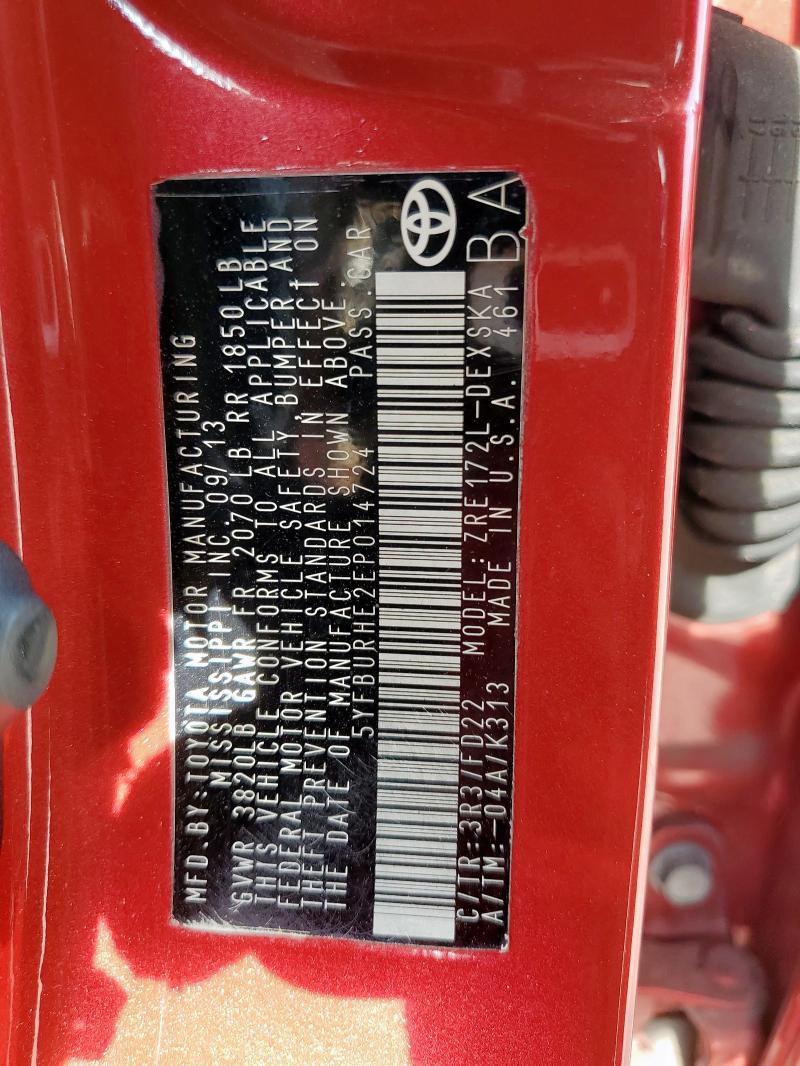 MFD.BY:TOYOTA MOTOR MANUFACTURING
MISSISSIPPI INC.09/13
GVWR 3820LB GAWR FR 2070 LB RR 1850 LB
THIS VEHICLE CONFORMS TO ALL APPLICABLE
FEDERAL MOTOR VEHICLE SAFETY,BUMPER,AND
THEFT PREVENTION STANDARDS IN EFFECT ON
THE DATE OF MANUFACTURE SHOWN ABOVE.
5YFBURHE2EP014724 PASS.CAR
C/TR:3R3/FD22 MODEL:ZRE172L-DEXSKA
A/TM:-04A/K313 MADE IN U.S.A. 461
BA